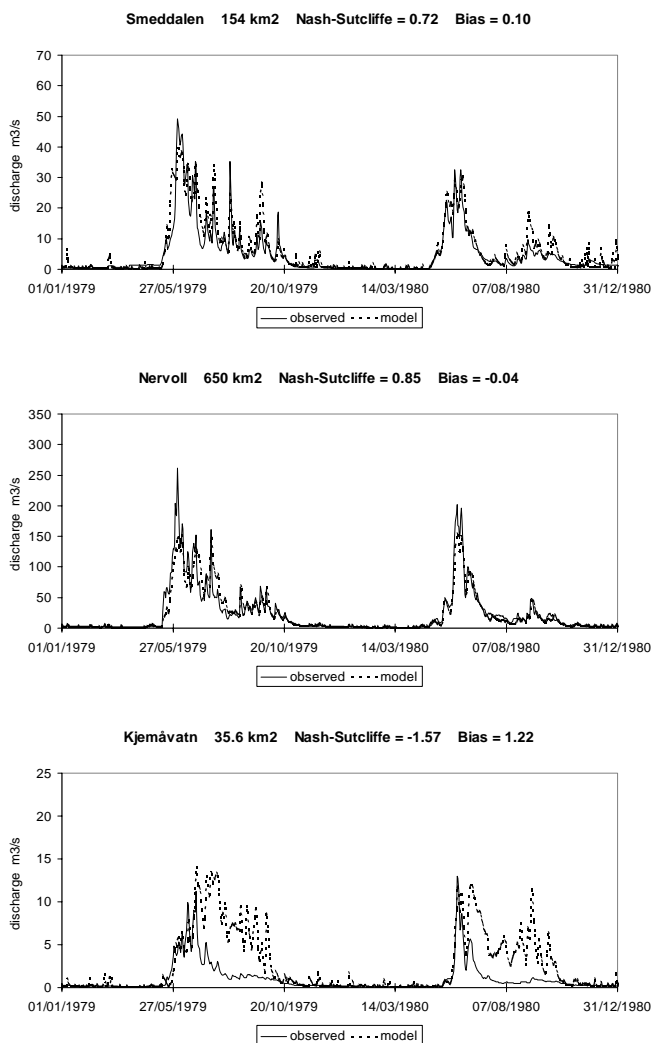 Smeddalen 154 km2 Nash-Sutcliffe = 0.72 Bias = 0.10
70
60
50
40
30
20
10
0
discharge m3/s
01/01/1979 27/05/1979 20/10/1979 14/03/1980 07/08/1980 31/12/1980
observed model
Nervoll 650 km2 Nash-Sutcliffe = 0.85 Bias = -0.04
350
300
250
200
150
100
50
0
discharge m3/s
01/01/1979 27/05/1979 20/10/1979 14/03/1980 07/08/1980 31/12/1980
observed model
Kjemåvatn 35.6 km2 Nash-Sutcliffe = -1.57 Bias = 1.22
25
20
15
10
5
0
discharge m3/s
01/01/1979 27/05/1979 20/10/1979 14/03/1980 07/08/1980 31/12/1980
observed model